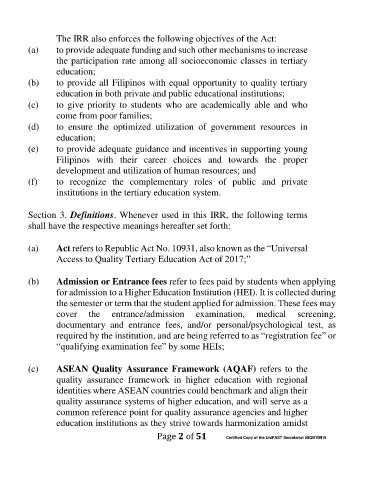 The IRR also enforces the following objectives of the Act:
(a) to provide adequate funding and such other mechanisms to increase
the participation rate among all socioeconomic classes in tertiary
education;
(b) to provide all Filipinos with equal opportunity to quality tertiary
education in both private and public educational institutions;
(c) to give priority to students who are academically able and who
come from poor families;
(d) to ensure the optimized utilization of government resources in
education;
(e) to provide adequate guidance and incentives in supporting young
Filipinos with their career choices and towards the proper
development and utilization of human resources; and
(f) to recognize the complementary roles of public and private
institutions in the tertiary education system.
Section 3. Definitions. Whenever used in this IRR, the following terms
shall have the respective meanings hereafter set forth:
(a) Act refers to Republic Act No. 10931, also known as the “Universal
Access to Quality Tertiary Education Act of 2017;”
(b) Admission or Entrance fees refer to fees paid by students when applying
for admission to a Higher Education Institution (HEI). It is collected during
the semester or term that the student applied for admission. These fees may
cover the entrance/admission examination, medical screening,
documentary and entrance fees, and/or personal/psychological test, as
required by the institution, and are being referred to as “registration fee” or
“qualifying examination fee” by some HEIs;
(c) ASEAN Quality Assurance Framework (AQAF) refers to the
quality assurance framework in higher education with regional
identities where ASEAN countries could benchmark and align their
quality assurance systems of higher education, and will serve as a
common reference point for quality assurance agencies and higher
education institutions as they strive towards harmonization amidst
Page 2 of 51 Certified Copy of the UniFAST Secretariat